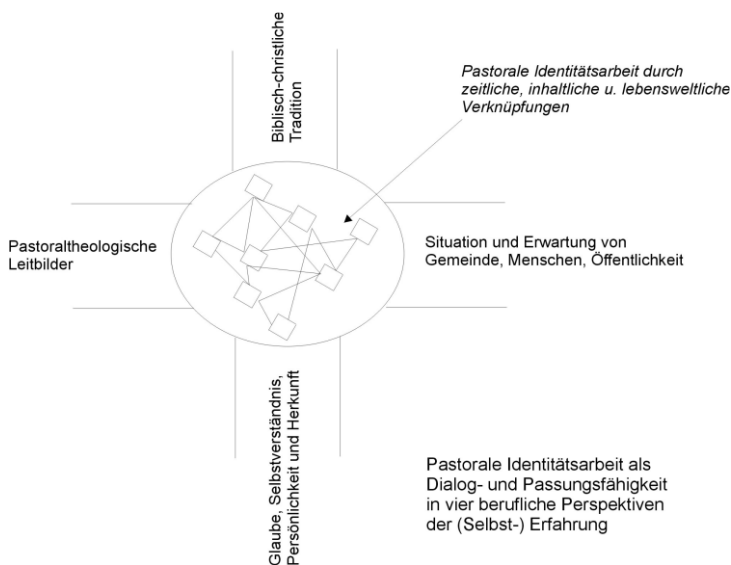 Biblisch-christliche
Tradition
Pastorale Identitätsarbeit durch
zeitliche, inhaltliche u. lebensweltliche
Verknüpfungen
Pastoraltheologische
Leitbilder
Situation und Erwartung von
Gemeinde, Menschen, Öffentlichkeit
Glaube, Selbstverständnis,
Persönlichkeit und Herkunft
Pastorale Identitätsarbeit als
Dialog- und Passungsfähigkeit
in vier berufliche Perspektiven
der (Selbst-) Erfahrung